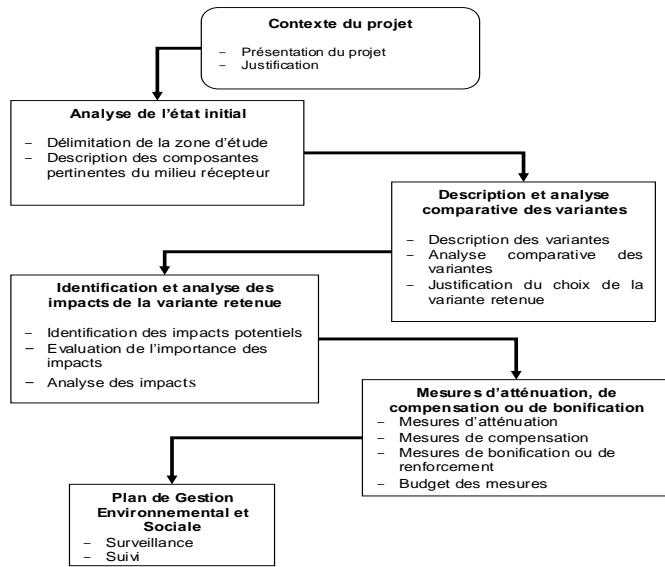 Contexte du projet
− Présentation du projet
− Justification
Analyse de l'état initial
− Délimitation de la zone d'étude
− Description des composantes
pertinentes du milieu récepteur
Description et analyse
comparative des variantes
− Description des variantes
− Analyse comparative des
variantes
− Justification du choix de la
variante retenue
Identification et analyse des
impacts de la variante retenue
− Identification des impacts potentiels
− Evaluation de l'importance des
impacts
− Analyse des impacts
Mesures d'atténuation, de
compensation ou de bonification
− Mesures d'atténuation
− Mesures de compensation
− Mesures de bonification ou de
renforcement
− Budget des mesures
Plan de Gestion
Environnemental et
Sociale
− Surveillance
− Suivi